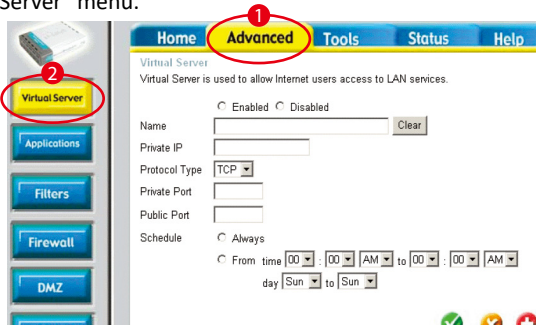 Server" menu.
1
Home Advanced Tools Status Help
Virtual Server
Virtual Server is used to allow Internet users access to LAN services.
2
Virtual Server
Enabled Disabled
Name Clear
Applications
Private IP
Protocol Type TCP
Private Port
Filters
Public Port
Schedule Always
Firewall
From time 00 : 00 AM to 00 : 00 AM
day Sun to Sun
DMZ